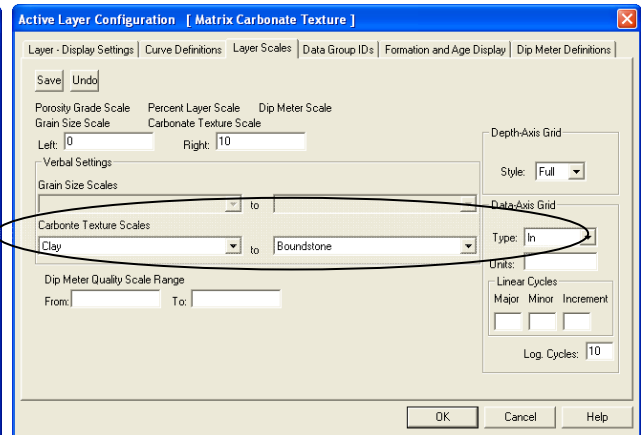 Active Layer Configuration [ Matrix Carbonate Texture ]
Layer - Display Settings Curve Definitions Layer Scales Data Group IDs Formation and Age Display Dip Meter Definitions
Save Undo
Porosity Grade Scale Percent Layer Scale Dip Meter Scale
Grain Size Scale Carbonate Texture Scale
Left: 0 Right: 10
Verbal Settings
Grain Size Scales
to
Carbonte Texture Scales
Clay to Boundstone
Dip Meter Quality Scale Range
From: To:
Depth-Axis Grid
Style: Full
Data-Axis Grid
Type: ln
Units:
Linear Cycles
Major Minor Increment
Log. Cycles: 10
OK Cancel Help